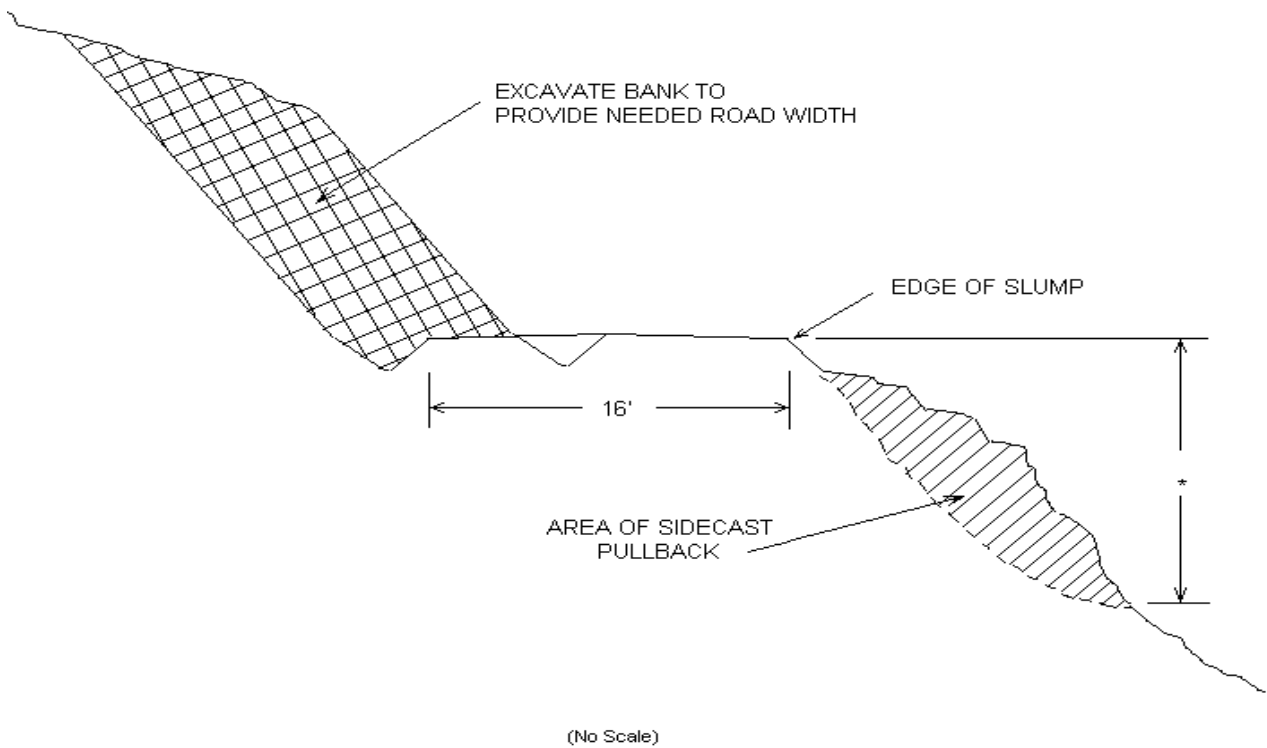 EXCAVATE BANK TO
PROVIDE NEEDED ROAD WIDTH
EDGE OF SLUMP
16'
*
AREA OF SIDECAST
PULLBACK
(No Scale)